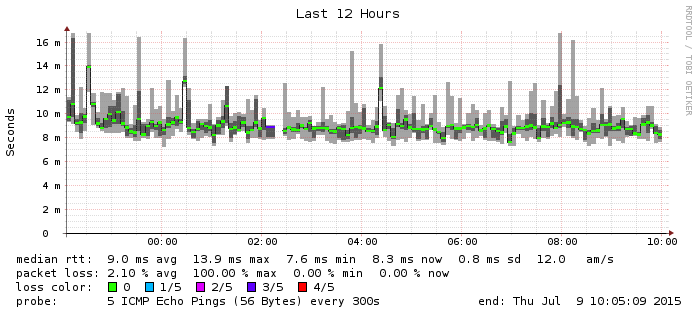 Last 12 Hours
RRDTOOL / TOBI OETIKER
Seconds
16 m
14 m
12 m
10 m
8 m
6 m
4 m
2 m
0
00:00 02:00 04:00 06:00 08:00 10:00
median rtt: 9.0 ms avg 13.9 ms max 7.6 ms min 8.3 ms now 0.8 ms sd 12.0 am/s
packet loss: 2.10 % avg 100.00 % max 0.00 % min 0.00 % now
loss color: 0 1/5 2/5 3/5 4/5
probe: 5 ICMP Echo Pings (56 Bytes) every 300s end: Thu Jul 9 10:05:09 2015